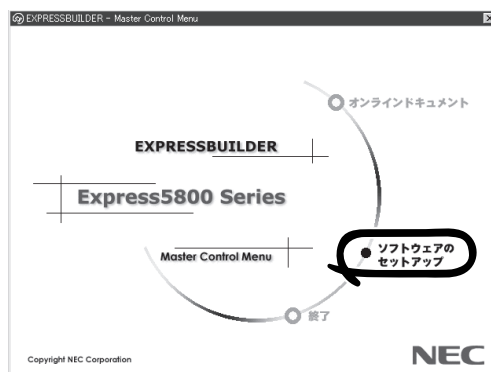 EXPRESSBUILDER - Master Control Menu
オンラインドキュメント
EXPRESSBUILDER
Express5800 Series
ソフトウェアの
セットアップ
Master Control Menu
終了
Copyright NEC Corporation
NEC